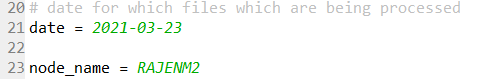 20 # date for which files which are being processed
21 date = 2021-03-23
22
23 node_name = RAJENM2